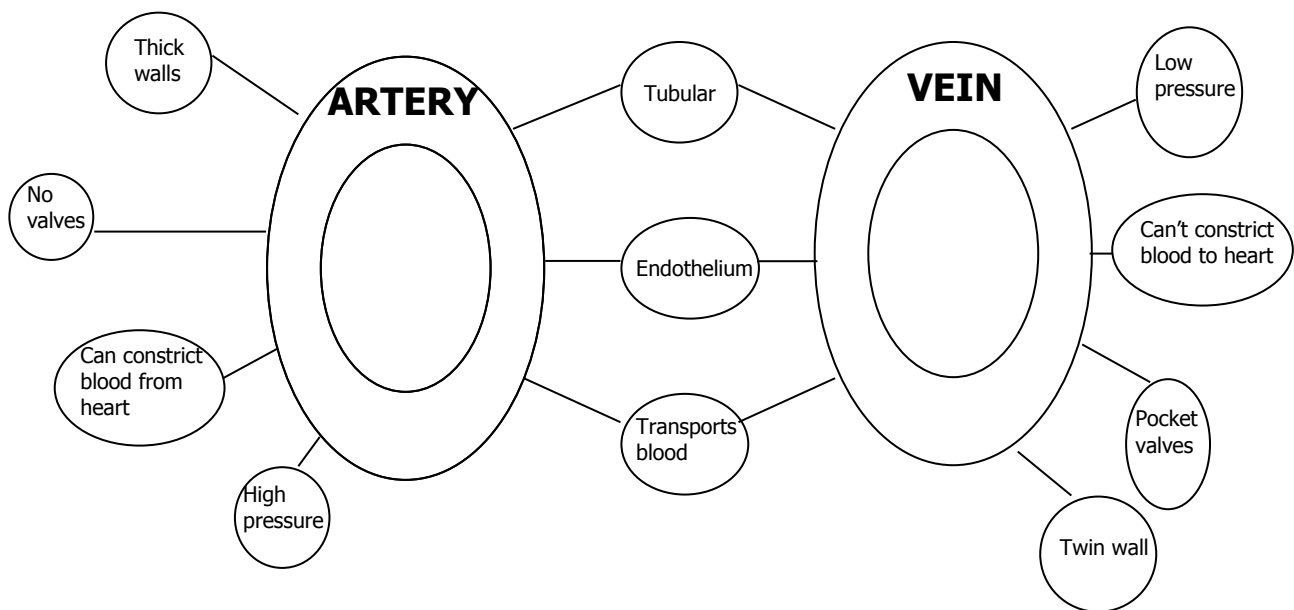 Thick
walls
ARTERY
Tubular
VEIN
Low
pressure
No
valves
Endothelium
Can't constrict
blood to heart
Can constrict
blood from
heart
Transports
blood
Pocket
valves
High
pressure
Twin wall